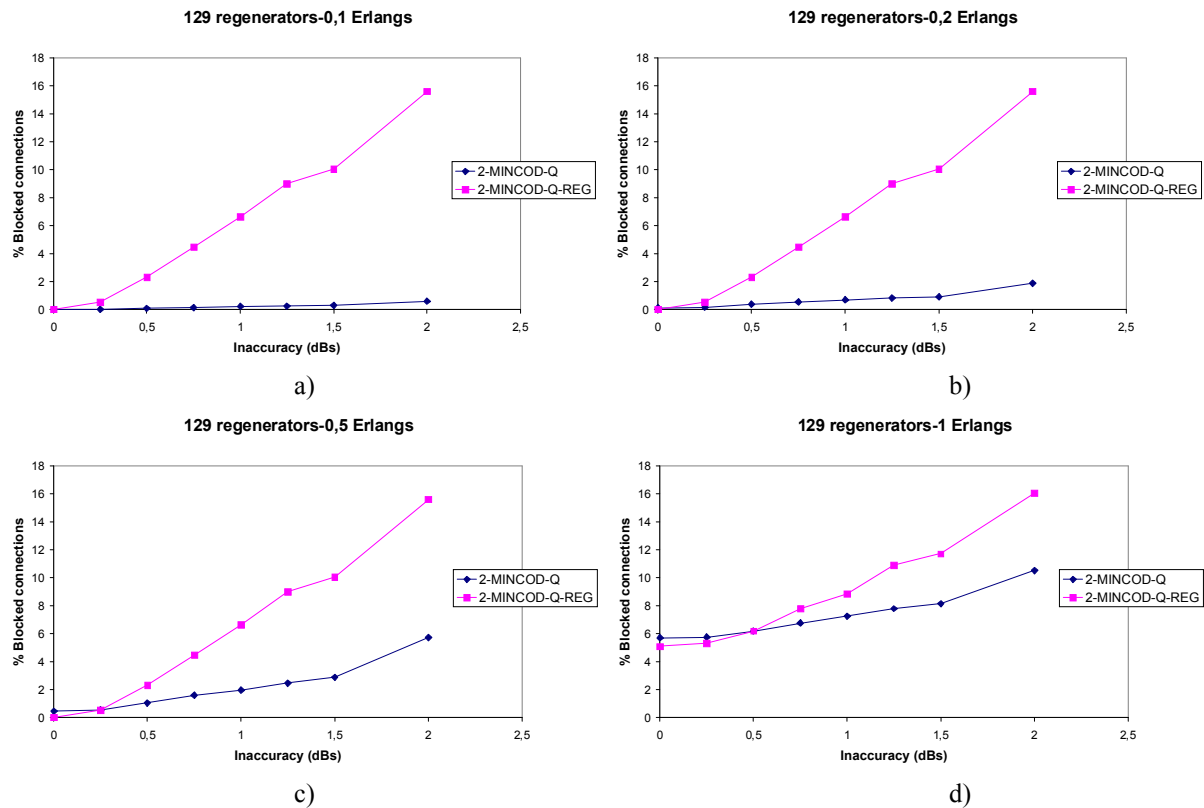 129 regenerators-0,1 Erlangs
% Blocked connections
18
16
14
12
10
8
6
4
2
0
0
0,5
1
1,5
2
2,5
Inaccuracy (dBs)
2-MINCOD-Q
2-MINCOD-Q-REG
a)
129 regenerators-0,2 Erlangs
% Blocked connections
18
16
14
12
10
8
6
4
2
0
0
0,5
1
1,5
2
2,5
Inaccuracy (dBs)
2-MINCOD-Q
2-MINCOD-Q-REG
b)
129 regenerators-0,5 Erlangs
% Blocked connections
18
16
14
12
10
8
6
4
2
0
0
0,5
1
1,5
2
2,5
Inaccuracy (dBs)
2-MINCOD-Q
2-MINCOD-Q-REG
c)
129 regenerators-1 Erlangs
% Blocked connections
18
16
14
12
10
8
6
4
2
0
0
0,5
1
1,5
2
2,5
Inaccuracy (dBs)
2-MINCOD-Q
2-MINCOD-Q-REG
d)